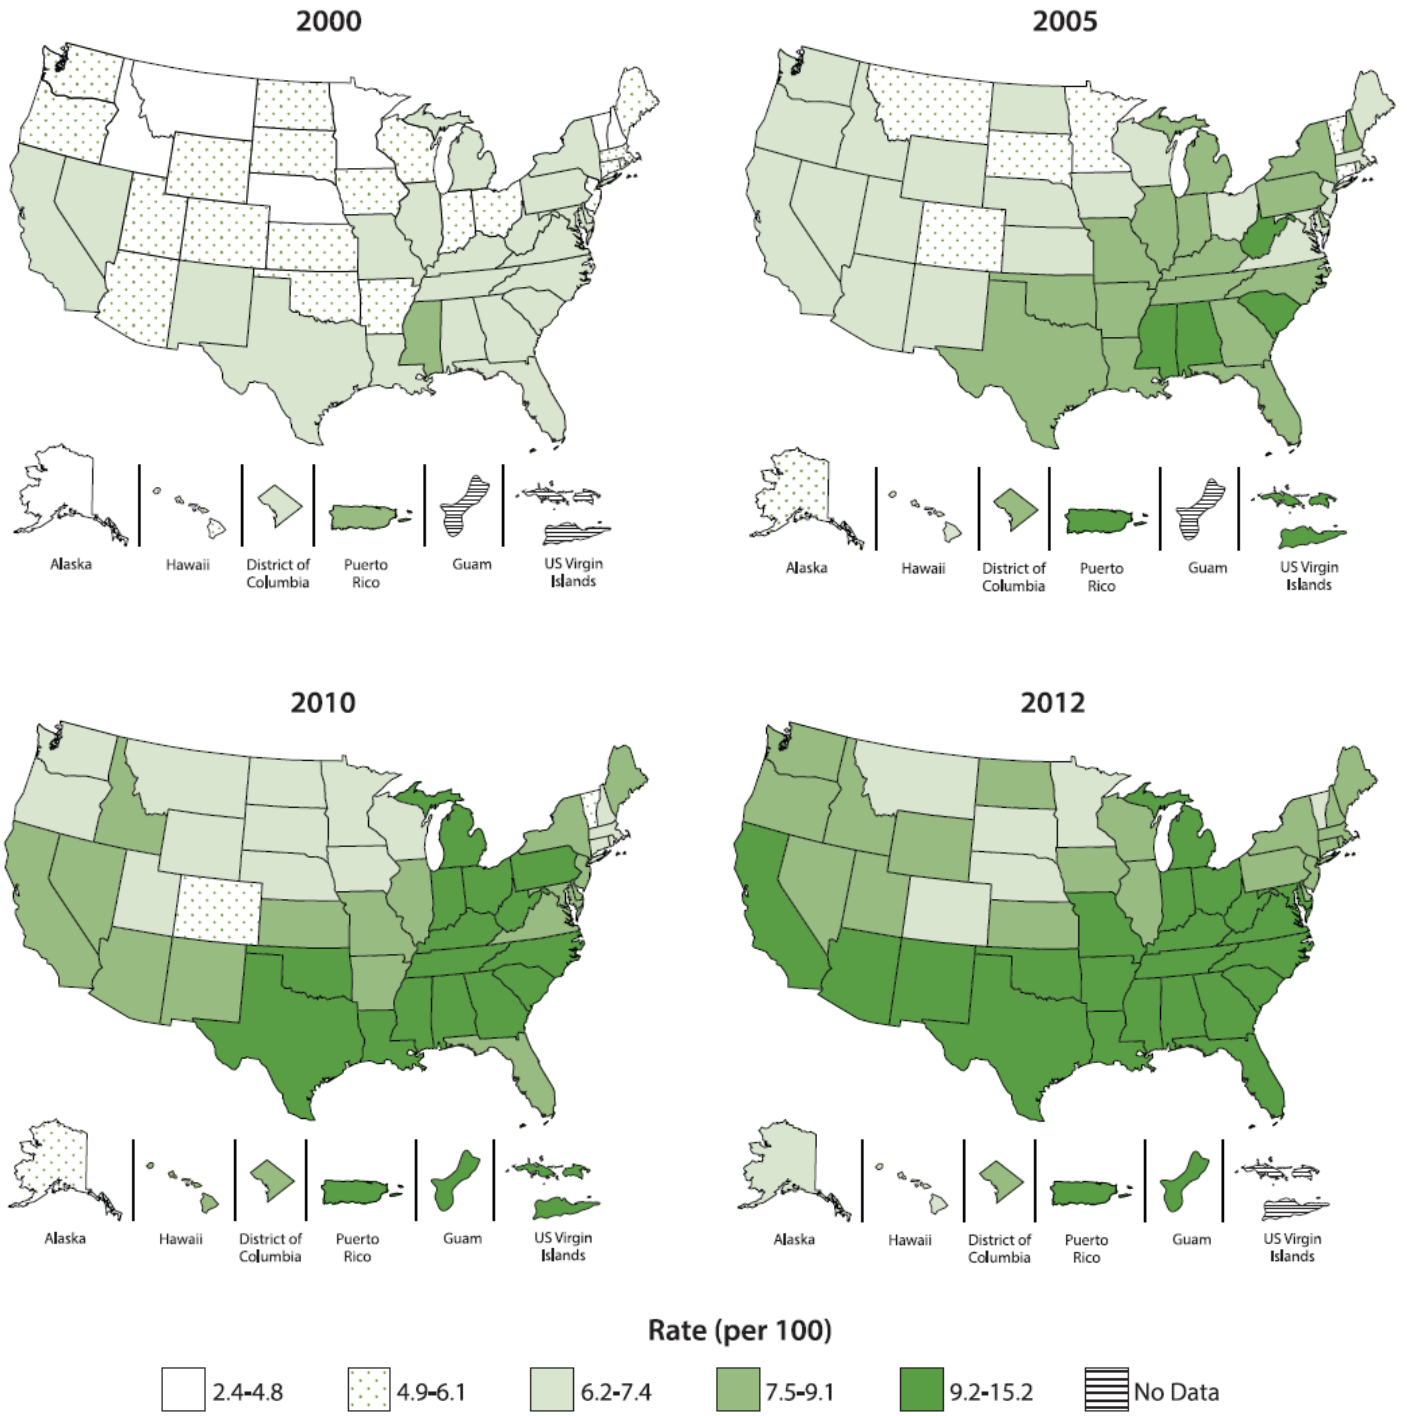 2000
2005
Alaska
Hawaii
District of
Columbia
Puerto
Rico
Guam
US Virgin
Islands
Alaska
Hawaii
District of
Columbia
Puerto
Rico
Guam
US Virgin
Islands
2010
2012
Alaska
Hawaii
District of
Columbia
Puerto
Rico
Guam
US Virgin
Islands
Alaska
Hawaii
District of
Columbia
Puerto
Rico
Guam
US Virgin
Islands
Rate (per 100)
2.4-4.8
4.9-6.1
6.2-7.4
7.5-9.1
9.2-15.2
No Data